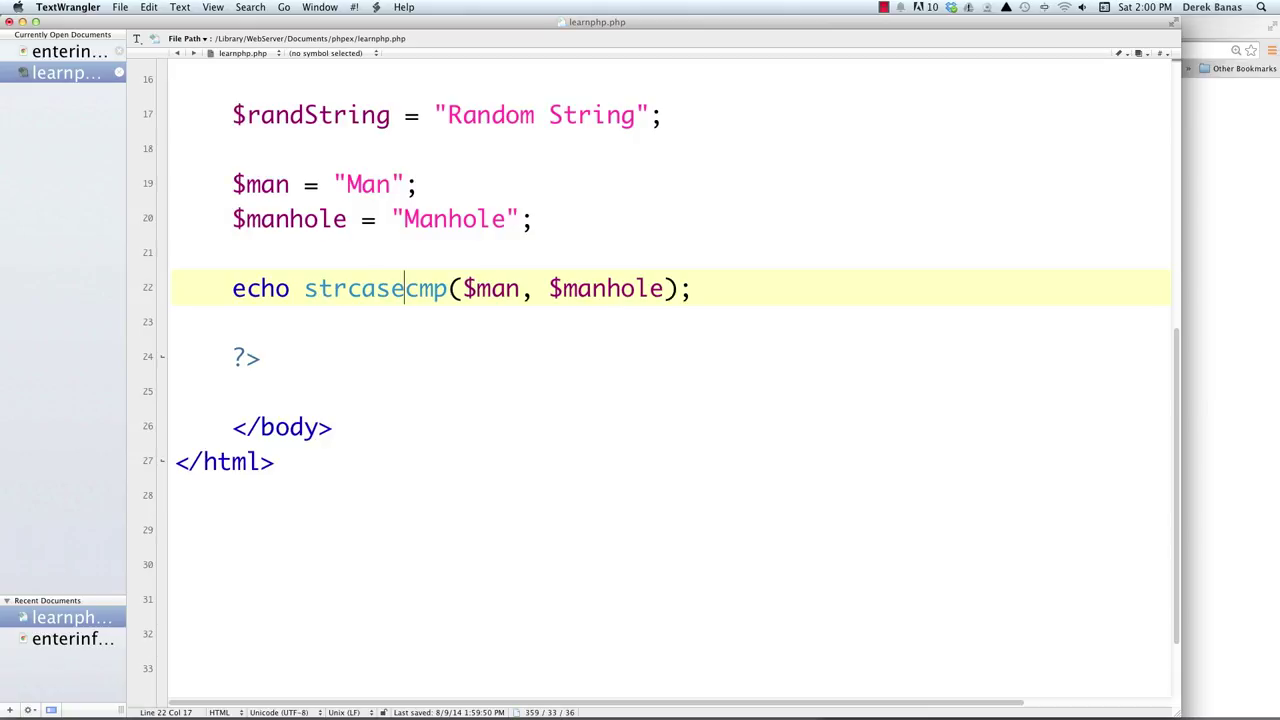 TextWrangler File Edit Text View Search Go Window #! Help 10 Sat 2:00 PM Derek Banas
learnphp.php
Currently Open Documents
enterin...
learnp...
File Path ▾ : /Library/WebServer/Documents/phpex/learnphp.php
learnphp.php (no symbol selected)
Other Bookmarks
16
17 $randString = "Random String";
18
19 $man = "Man";
20 $manhole = "Manhole";
21
22 echo strcasecmp($man, $manhole);
23
24 ?>
25
26 </body>
27 </html>
28
29
30
31
32
33
Recent Documents
learnph...
enterinf...
Line 22 Col 17 HTML Unicode (UTF-8) Unix (LF) Last saved: 8/9/14 1:59:50 PM 359 / 33 / 36